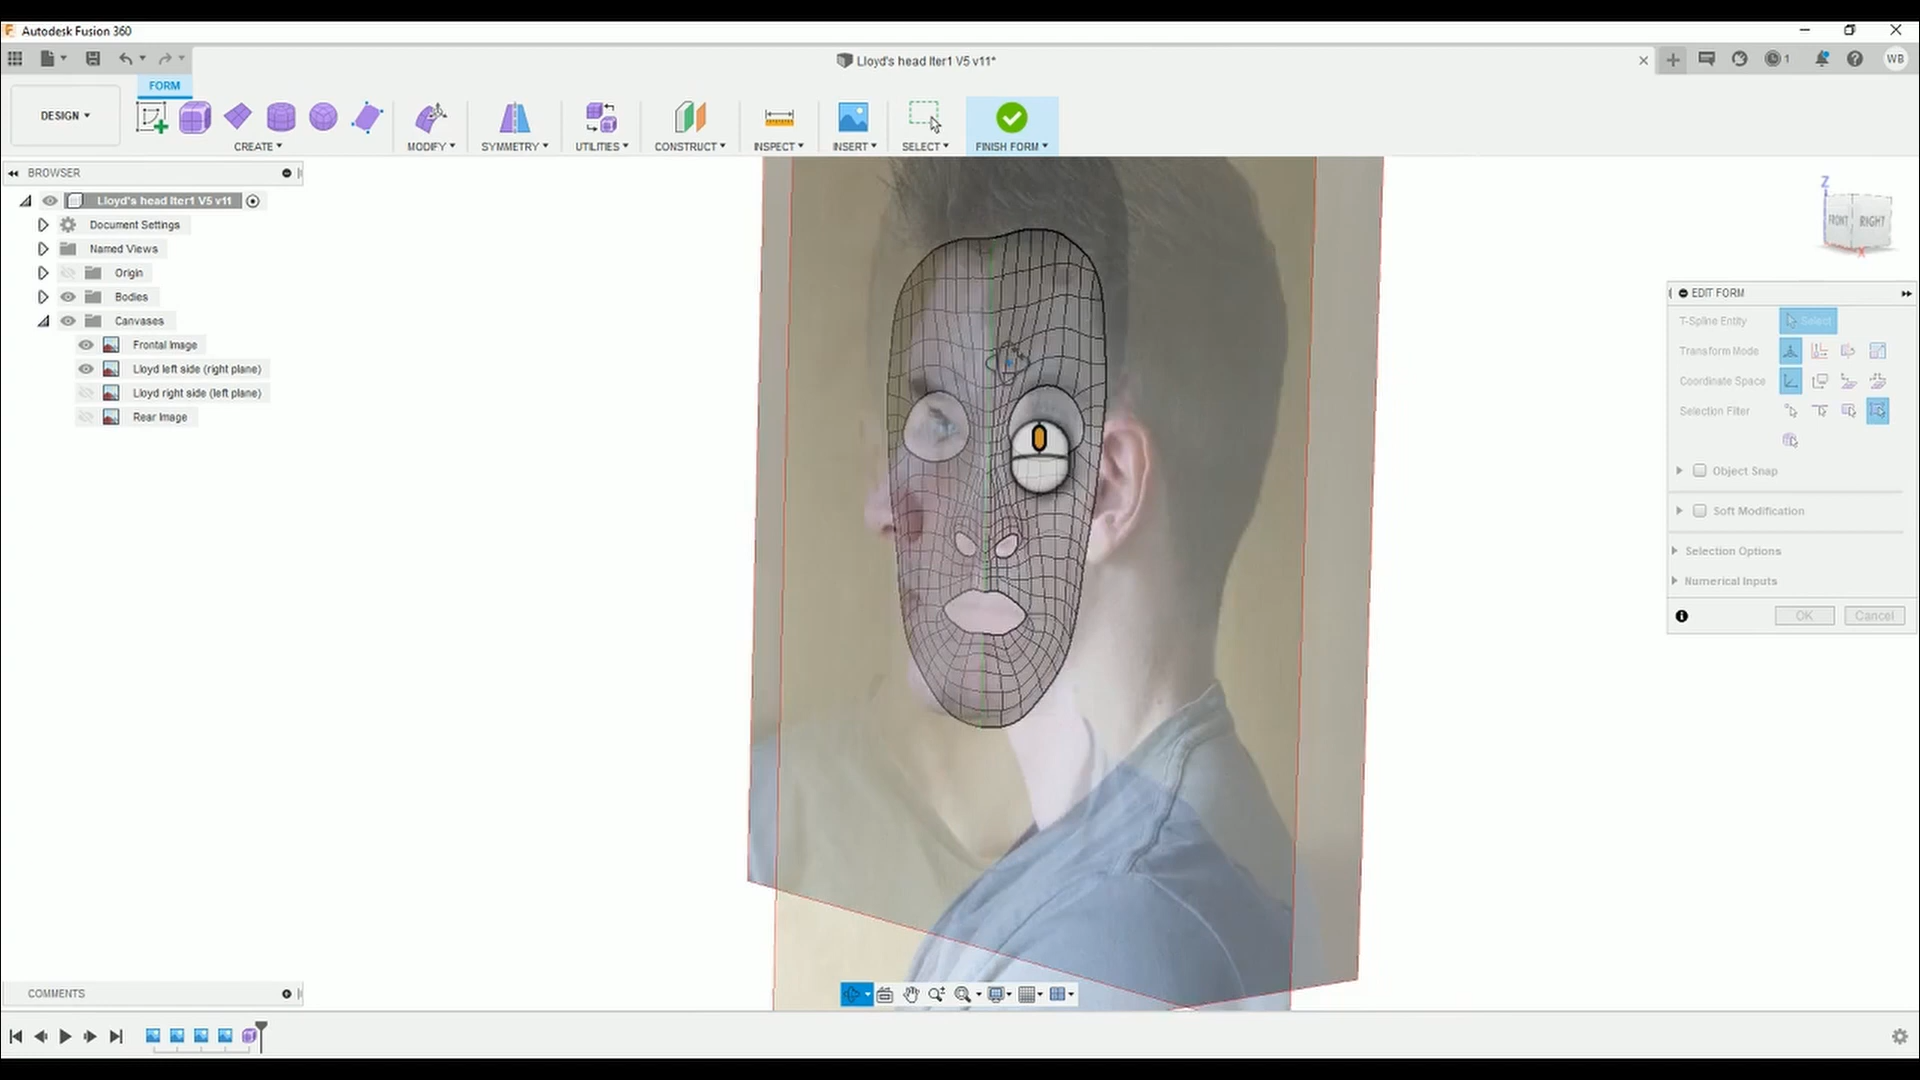 Autodesk Fusion 360
Lloyd's head Iter1 V5 v11*
1
WB
FORM
DESIGN
CREATE
MODIFY
SYMMETRY
UTILITIES
CONSTRUCT
INSPECT
INSERT
SELECT
FINISH FORM
BROWSER
Lloyd's head Iter1 V5 v11
Document Settings
Named Views
Origin
Bodies
Canvases
Frontal Image
Lloyd left side (right plane)
Lloyd right side (left plane)
Rear Image
Z
FRONT
RIGHT
X
EDIT FORM
T-Spline Entity
Select
Transform Mode
Coordinate Space
Selection Filter
Object Snap
Soft Modification
Selection Options
Numerical Inputs
OK
Cancel
COMMENTS